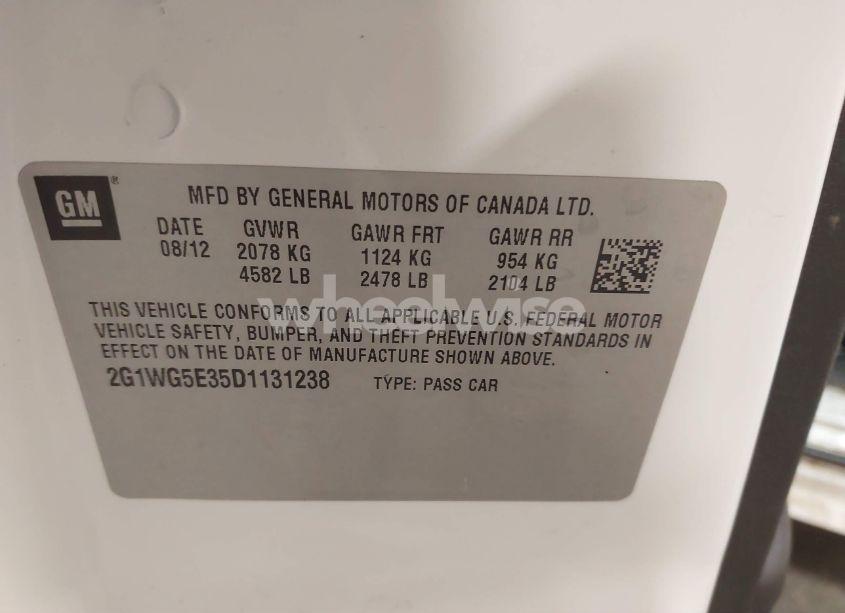 GM®
MFD BY GENERAL MOTORS OF CANADA LTD.
DATE GVWR GAWR FRT GAWR RR
08/12 2078 KG 1124 KG 954 KG
4582 LB 2478 LB 2104 LB
THIS VEHICLE CONFORMS TO ALL APPLICABLE U.S. FEDERAL MOTOR
VEHICLE SAFETY, BUMPER, AND THEFT PREVENTION STANDARDS IN
EFFECT ON THE DATE OF MANUFACTURE SHOWN ABOVE.
2G1WG5E35D1131238 TYPE: PASS CAR
wheelwise